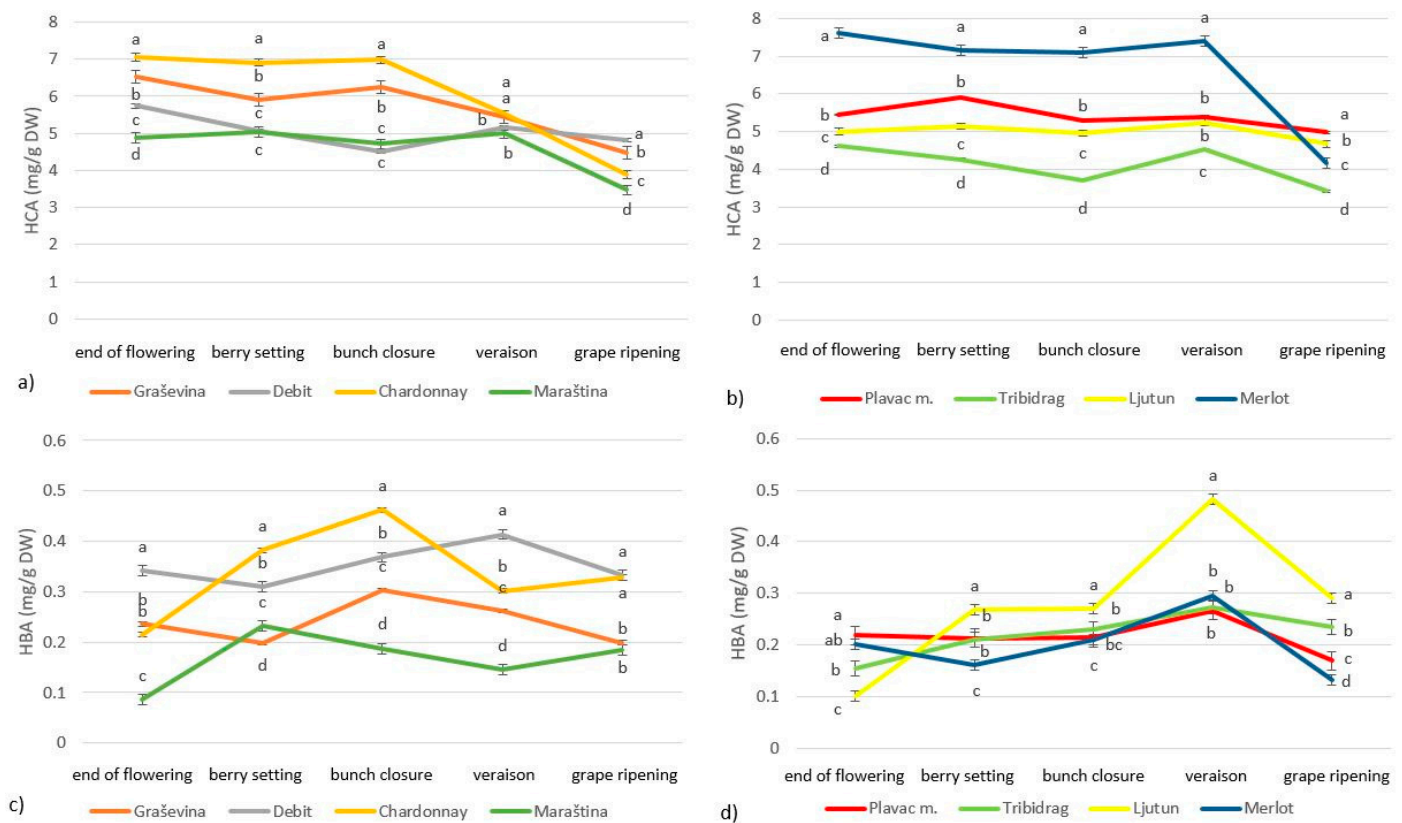 8
7
6
5
4
3
2
1
0
HCA (mg/g DW)
a
a
a
b
b
a
a
c
c
b
b
d
c
c
c
b
a
b
c
d
end of flowering berry setting bunch closure veraison grape ripening
a)
Graševina Debit Chardonnay Maraština
8
7
6
5
4
3
2
1
0
HCA (mg/g DW)
a
a
a
a
b
b
b
b
a
c
c
c
b
b
d
d
d
c
c
d
end of flowering berry setting bunch closure veraison grape ripening
b)
Plavac m. Tribidrag Ljutun Merlot
0.6
0.5
0.4
0.3
0.2
0.1
0
HBA (mg/g DW)
a
a
a
a
a
b
b
b
b
b
a
c
c
c
b
c
d
d
d
b
end of flowering berry setting bunch closure veraison grape ripening
c)
Graševina Debit Chardonnay Maraština
0.6
0.5
0.4
0.3
0.2
0.1
0
HBA (mg/g DW)
a
a
a
a
b
b
a
ab
b
b
b
b
b
bc
b
c
c
c
c
d
end of flowering berry setting bunch closure veraison grape ripening
d)
Plavac m. Tribidrag Ljutun Merlot